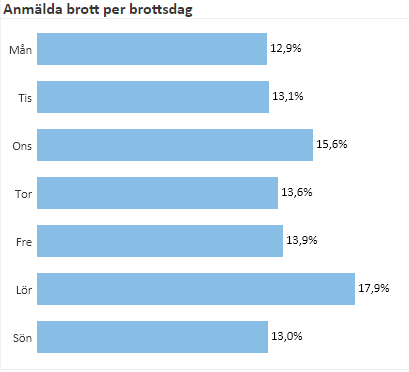 Anmälda brott per brottsdag
Mån 12,9%
Tis 13,1%
Ons 15,6%
Tor 13,6%
Fre 13,9%
Lör 17,9%
Sön 13,0%